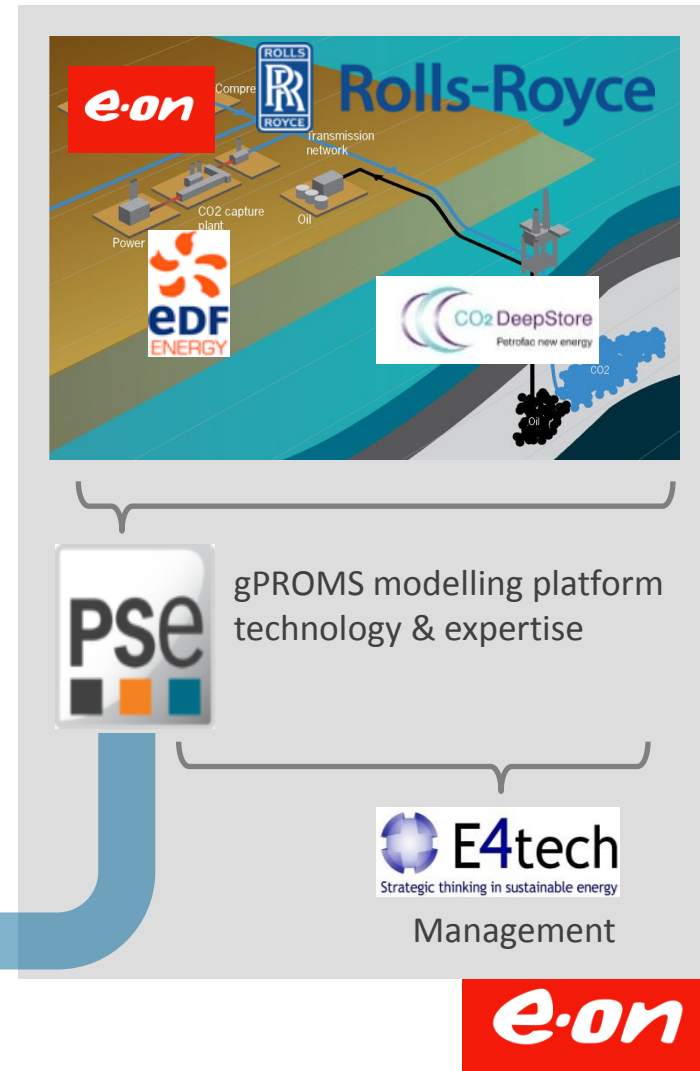 e·on
ROLLS
RR
ROYCE
Rolls-Royce
Compre
Transmission
network
CO2 capture
plant
Oil
Power
eDF
ENERGY
CO2 DeepStore
Petrofac new energy
CO2
Oil
gPROMS modelling platform
technology & expertise
PSe
E4tech
Strategic thinking in sustainable energy
Management
e·on